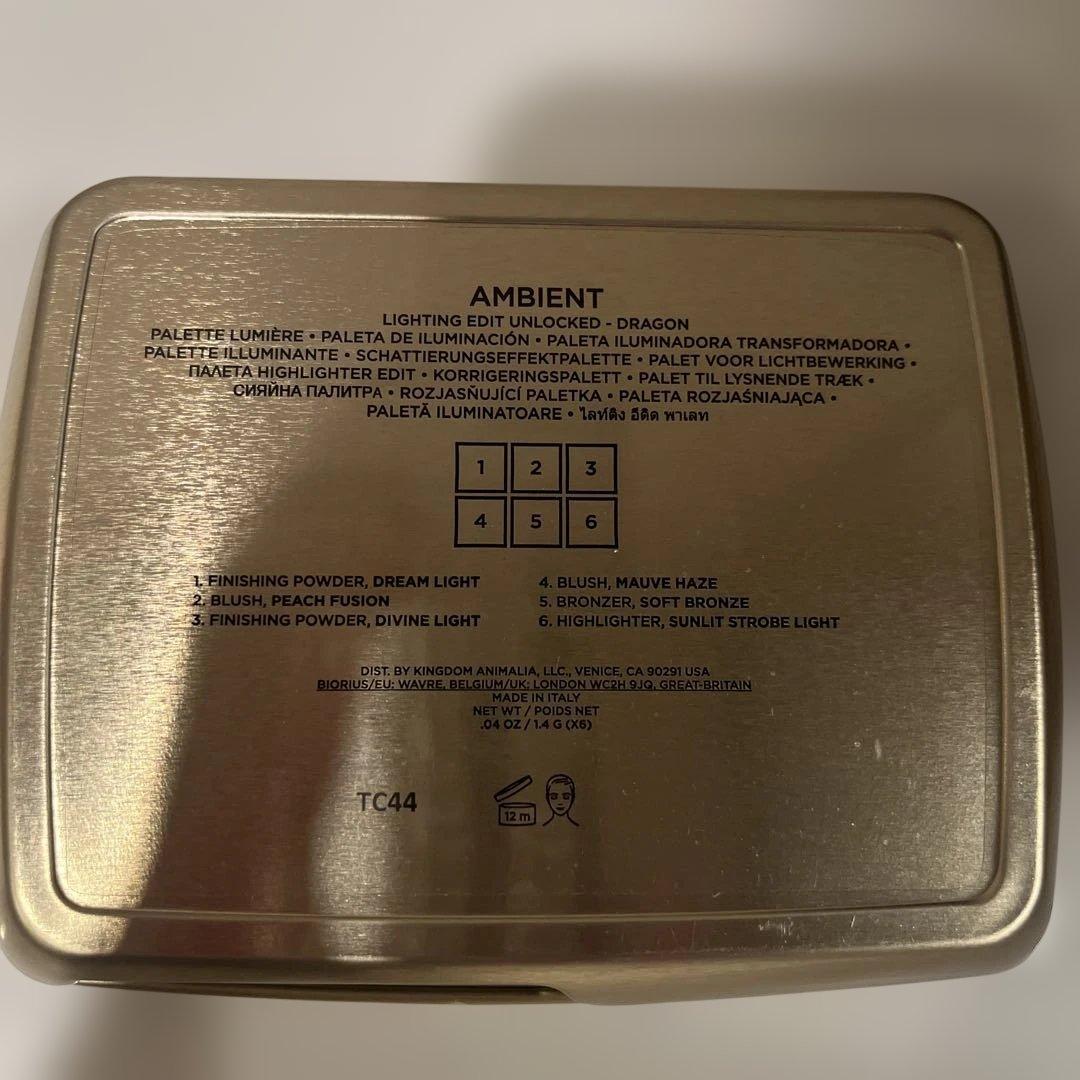 AMBIENT
LIGHTING EDIT UNLOCKED - DRAGON
PALETTE LUMIÈRE • PALETA DE ILUMINACIÓN • PALETA ILUMINADORA TRANSFORMADORA •
PALETTE ILLUMINANTE • SCHATTIERUNGSEFFEKTPALETTE • PALET VOOR LICHTBEWERKING •
ΠΑΛΕΤΑ HIGHLIGHTER EDIT • KORRIGERINGSPALETT • PALET TIL LYSNENDE TRÆK •
СИЯЙНА ПАЛИТРА • ROZJASŇUJÍCÍ PALETKA • PALETA ROZJAŚNIAJĄCA •
PALETĂ ILUMINATOARE • ไลท์ติง อีดิต พาเลท
1 2 3
4 5 6
1. FINISHING POWDER, DREAM LIGHT
2. BLUSH, PEACH FUSION
3. FINISHING POWDER, DIVINE LIGHT
4. BLUSH, MAUVE HAZE
5. BRONZER, SOFT BRONZE
6. HIGHLIGHTER, SUNLIT STROBE LIGHT
DIST. BY KINGDOM ANIMALIA, LLC., VENICE, CA 90291 USA
BIORIUS/EU: WAVRE, BELGIUM/UK: LONDON WC2H 9JQ, GREAT-BRITAIN
MADE IN ITALY
NET WT / POIDS NET
.04 OZ / 1.4 G (X6)
TC44
12 m